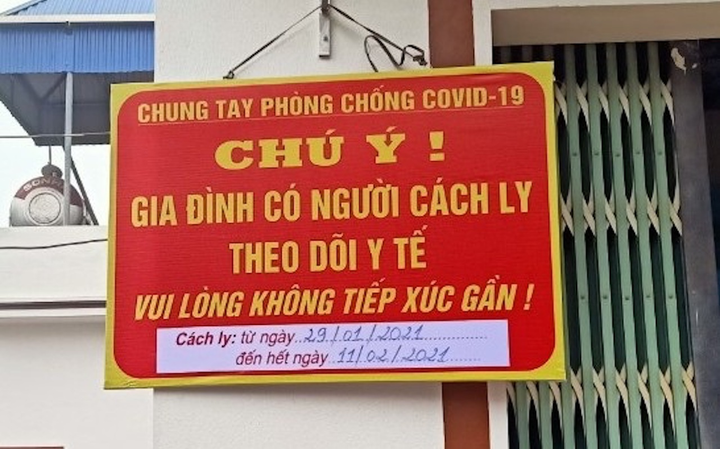 CHUNG TAY PHÒNG CHỐNG COVID-19
CHÚ Ý !
GIA ĐÌNH CÓ NGƯỜI CÁCH LY
THEO DÕI Y TẾ
VUI LÒNG KHÔNG TIẾP XÚC GẦN !
Cách ly: từ ngày 29/01/2021
đến hết ngày 11/02/2021